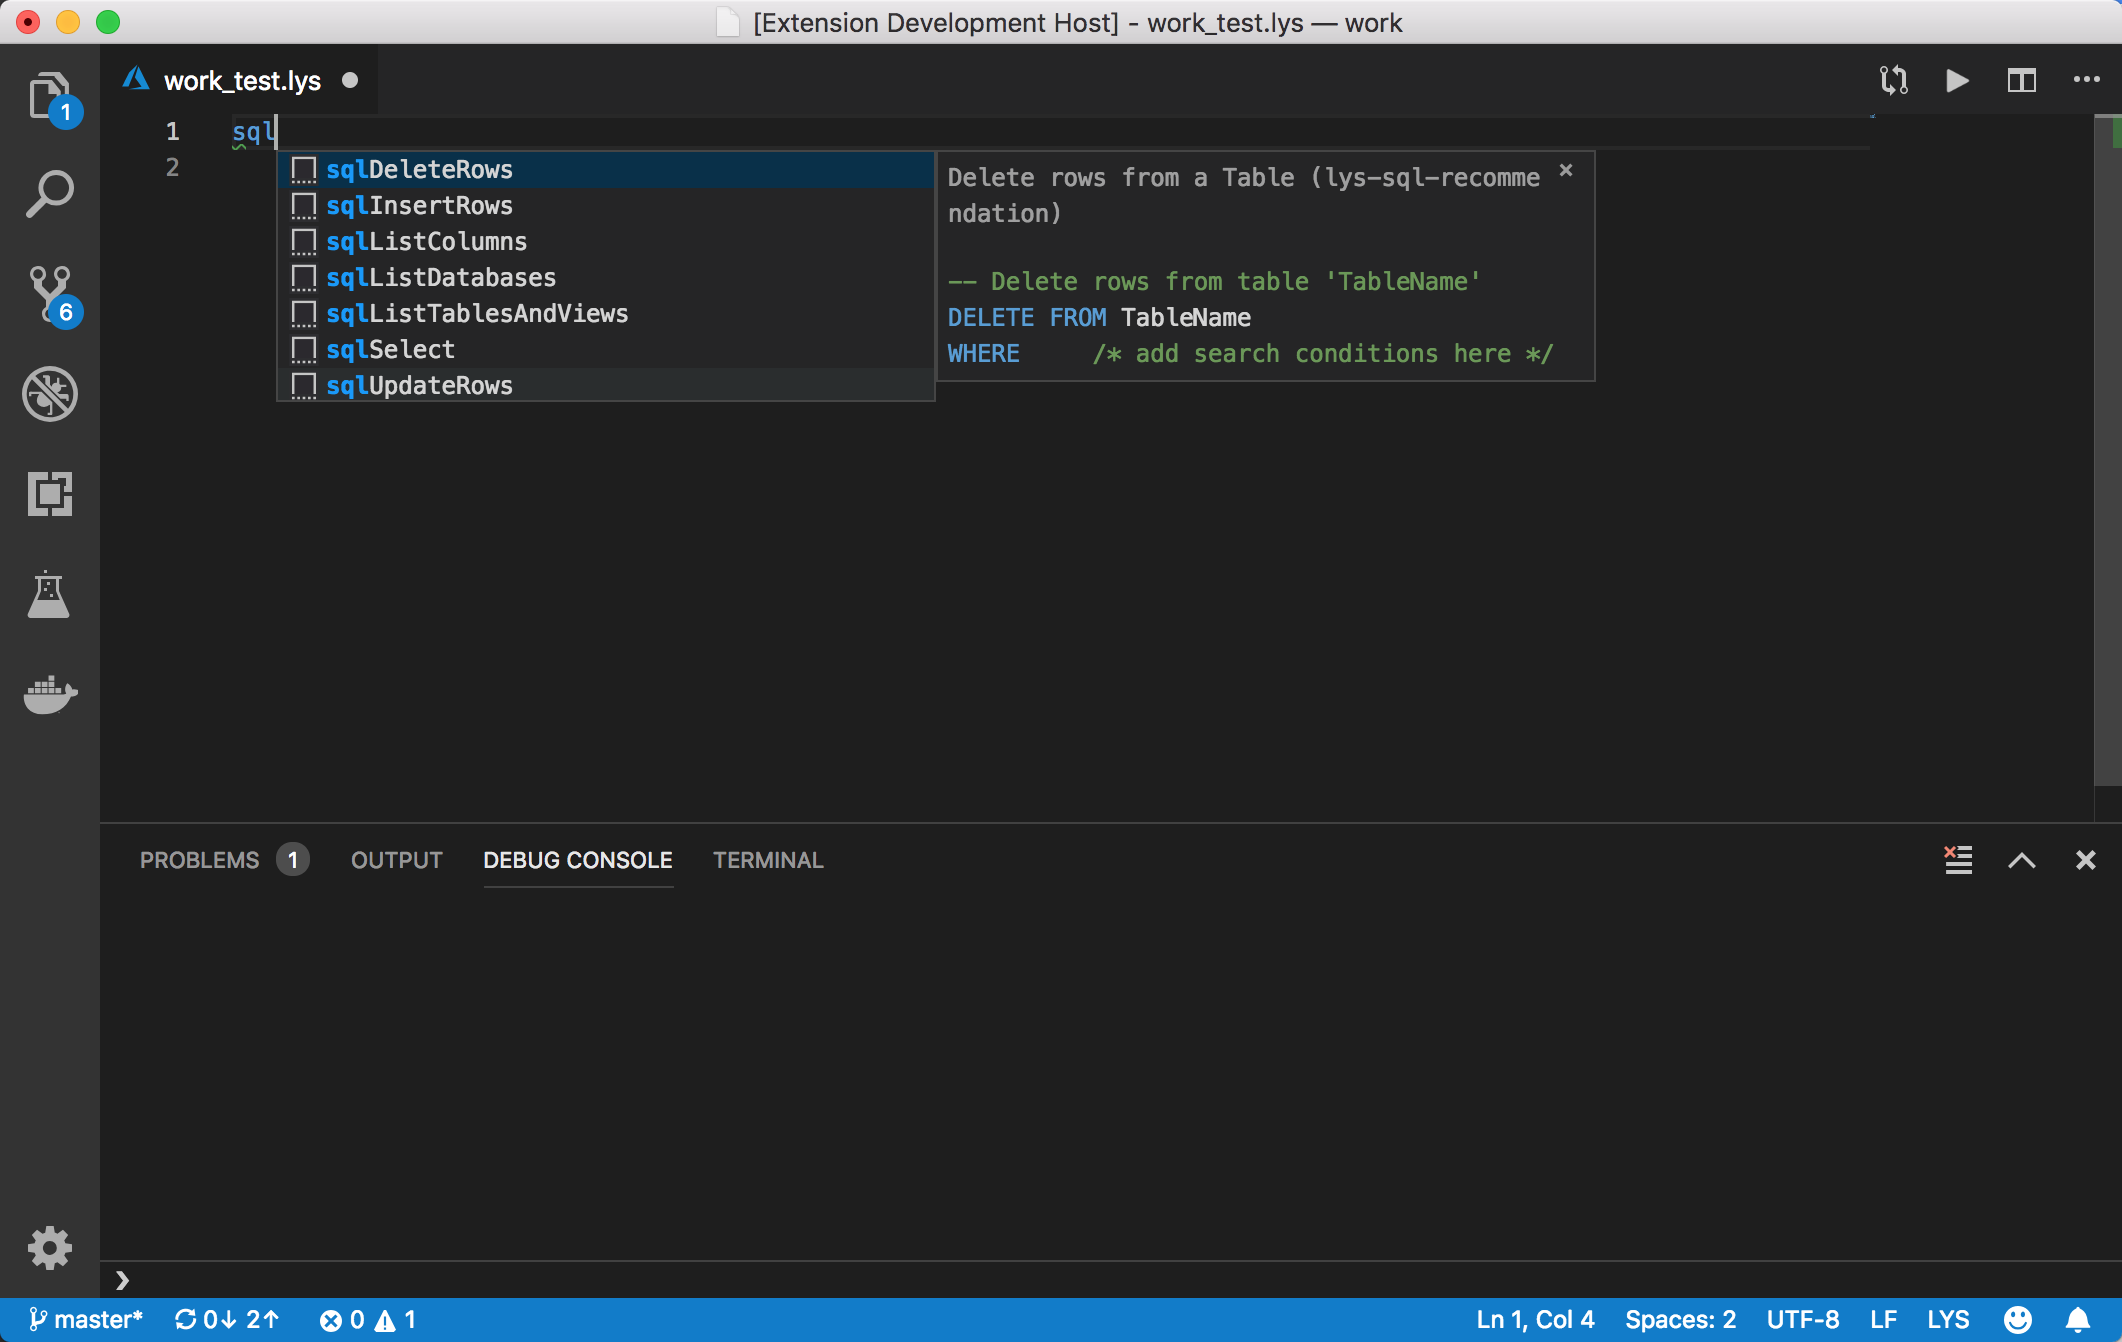 [Extension Development Host] - work_test.lys — work
1
work_test.lys
1 sql
2
sqlDeleteRows
sqlInsertRows
sqlListColumns
sqlListDatabases
sqlListTablesAndViews
sqlSelect
sqlUpdateRows
Delete rows from a Table (lys-sql-recomme
ndation)
-- Delete rows from table 'TableName'
DELETE FROM TableName
WHERE /* add search conditions here */
6
PROBLEMS 1 OUTPUT DEBUG CONSOLE TERMINAL
master* 0↓ 2↑ 0 1 Ln 1, Col 4 Spaces: 2 UTF-8 LF LYS